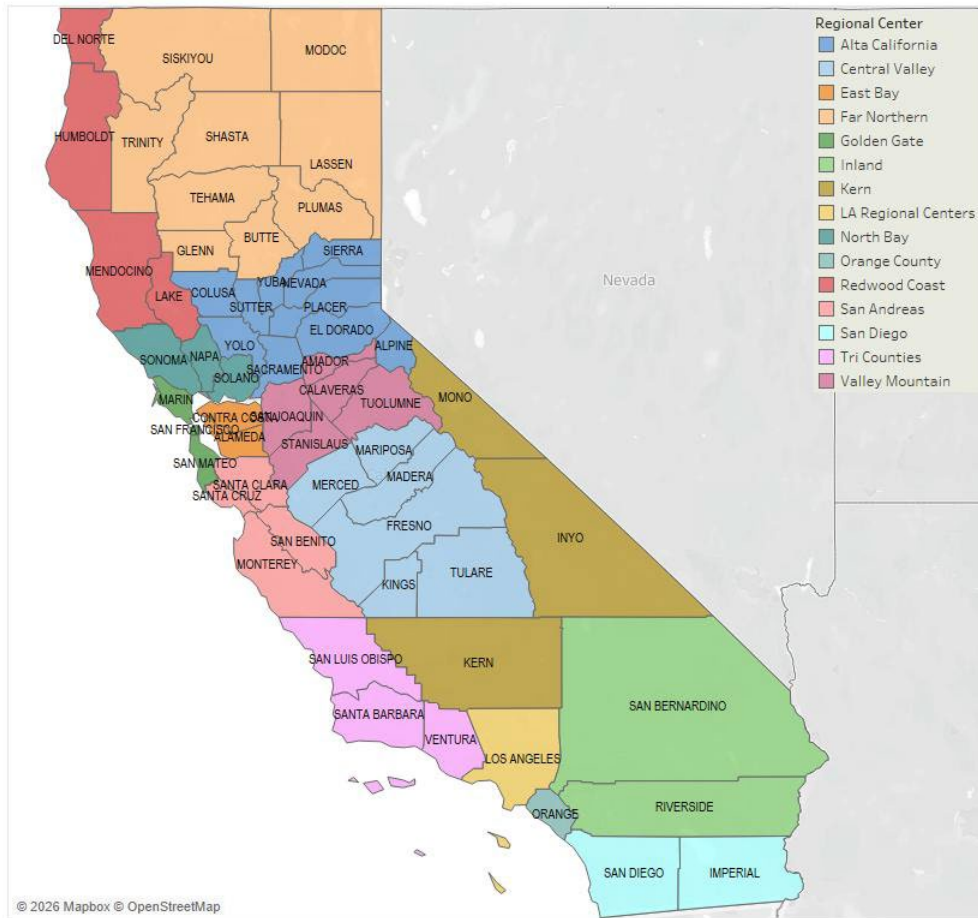 Regional Center
Alta California
Central Valley
East Bay
Far Northern
Golden Gate
Inland
Kern
LA Regional Centers
North Bay
Orange County
Redwood Coast
San Andreas
San Diego
Tri Counties
Valley Mountain
DEL NORTE
SISKIYOU
MODOC
HUMBOLDT
TRINITY
SHASTA
LASSEN
TEHAMA
PLUMAS
BUTTE
GLENN
MENDOCINO
SIERRA
LAKE
COLUSA
YUBA
NEVADA
SUTTER
PLACER
Nevada
YOLO
EL DORADO
SONOMA
NAPA
ALPINE
SOLANO
SACRAMENTO
AMADOR
MARIN
CALAVERAS
MONO
TUOLUMNE
CONTRA COSTA
SAN JOAQUIN
SAN FRANCISCO
ALAMEDA
STANISLAUS
MARIPOSA
SAN MATEO
SANTA CLARA
MERCED
MADERA
SANTA CRUZ
FRESNO
SAN BENITO
INYO
MONTEREY
KINGS
TULARE
SAN LUIS OBISPO
KERN
SAN BERNARDINO
SANTA BARBARA
VENTURA
LOS ANGELES
ORANGE
RIVERSIDE
SAN DIEGO
IMPERIAL
© 2026 Mapbox © OpenStreetMap